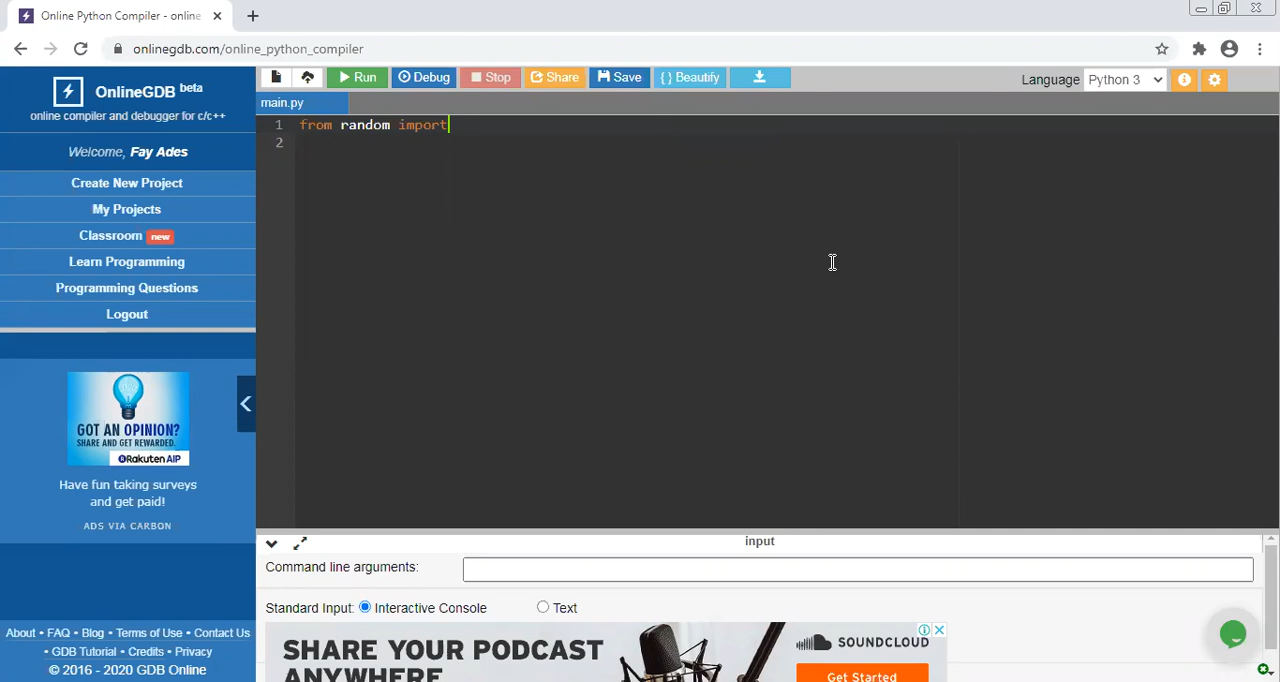 Online Python Compiler - online
onlinegdb.com/online_python_compiler
OnlineGDB beta
online compiler and debugger for c/c++
Welcome, Fay Ades
Create New Project
My Projects
Classroom new
Learn Programming
Programming Questions
Logout
GOT AN OPINION?
SHARE AND GET REWARDED.
Rakuten AIP
Have fun taking surveys
and get paid!
ADS VIA CARBON
About • FAQ • Blog • Terms of Use • Contact Us
• GDB Tutorial • Credits • Privacy
© 2016 - 2020 GDB Online
Run Debug Stop Share Save { } Beautify
Language Python 3
main.py
1 from random import
2
input
Command line arguments:
Standard Input: Interactive Console Text
SHARE YOUR PODCAST
ANYWHERE
SOUNDCLOUD
Get Started